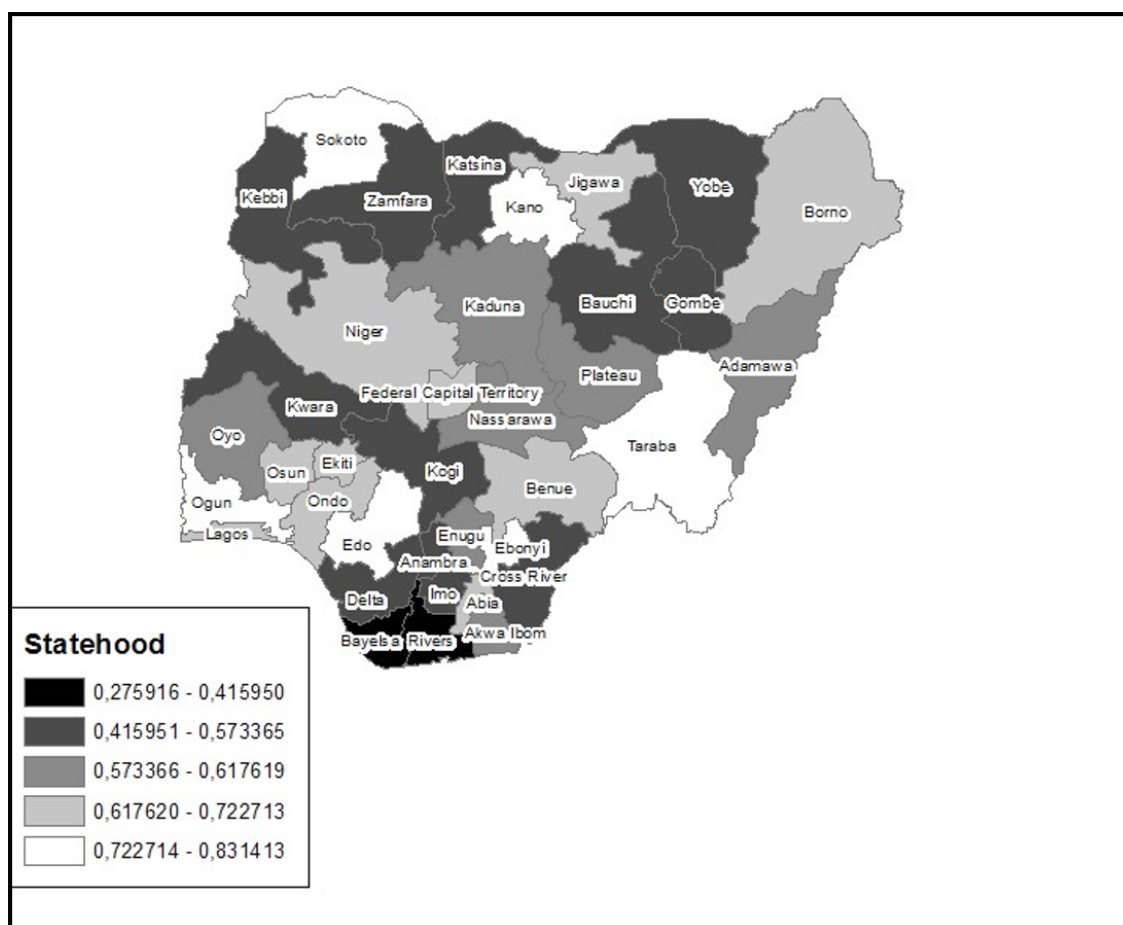 Sokoto
Katsina
Jigawa
Yobe
Kebbi
Zamfara
Kano
Borno
Bauchi
Gombe
Kaduna
Niger
Adamawa
Plateau
Federal Capital Territory
Kwara
Nassarawa
Oyo
Taraba
Osun
Ekiti
Kogi
Benue
Ogun
Ondo
Lagos
Edo
Enugu
Ebonyi
Anambra
Cross River
Delta
Imo
Abia
Bayelsa
Rivers
Akwa Ibom
Statehood
0,275916 - 0,415950
0,415951 - 0,573365
0,573366 - 0,617619
0,617620 - 0,722713
0,722714 - 0,831413